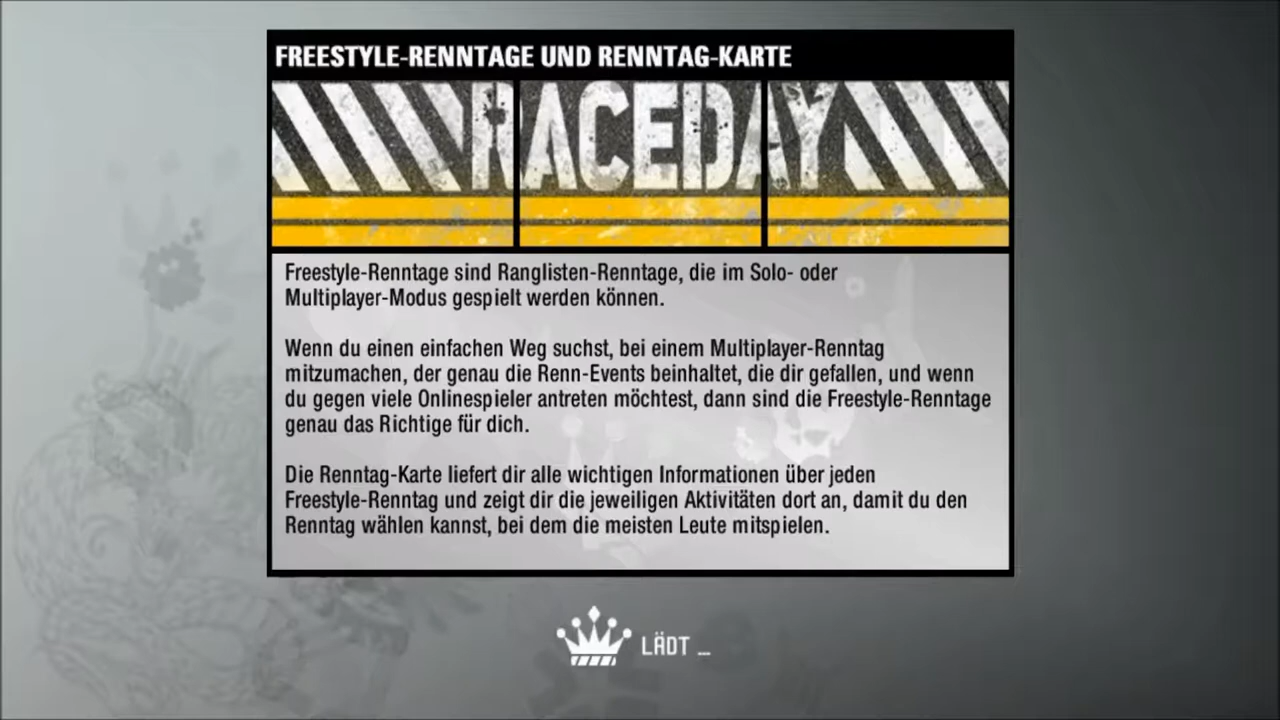 FREESTYLE-RENNTAGE UND RENNTAG-KARTE
RACEDAY
Freestyle-Renntage sind Ranglisten-Renntage, die im Solo- oder
Multiplayer-Modus gespielt werden können.
Wenn du einen einfachen Weg suchst, bei einem Multiplayer-Renntag
mitzumachen, der genau die Renn-Events beinhaltet, die dir gefallen, und wenn
du gegen viele Onlinespieler antreten möchtest, dann sind die Freestyle-Renntage
genau das Richtige für dich.
Die Renntag-Karte liefert dir alle wichtigen Informationen über jeden
Freestyle-Renntag und zeigt dir die jeweiligen Aktivitäten dort an, damit du den
Renntag wählen kannst, bei dem die meisten Leute mitspielen.
LÄDT _